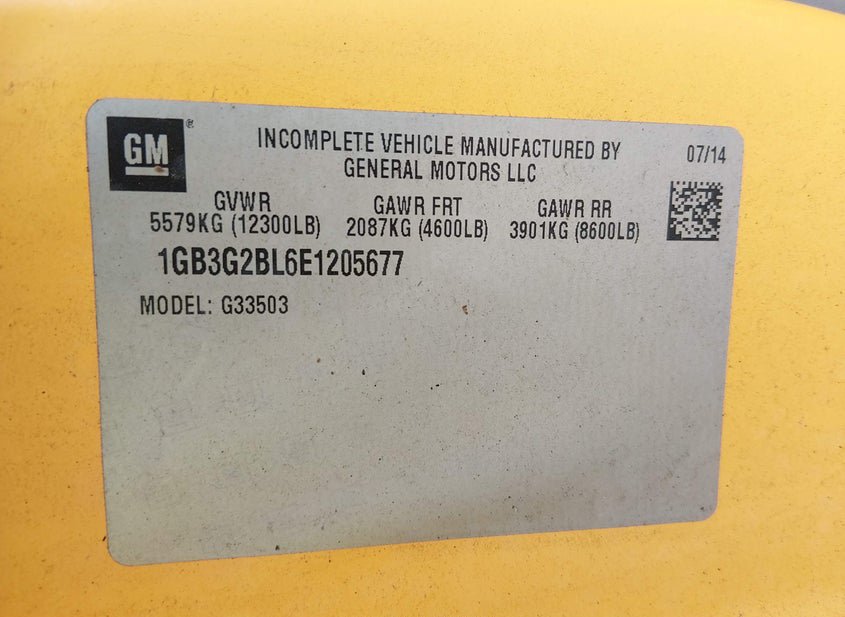 GM®
INCOMPLETE VEHICLE MANUFACTURED BY
GENERAL MOTORS LLC
07/14
GVWR
5579KG (12300LB)
GAWR FRT
2087KG (4600LB)
GAWR RR
3901KG (8600LB)
1GB3G2BL6E1205677
MODEL: G33503